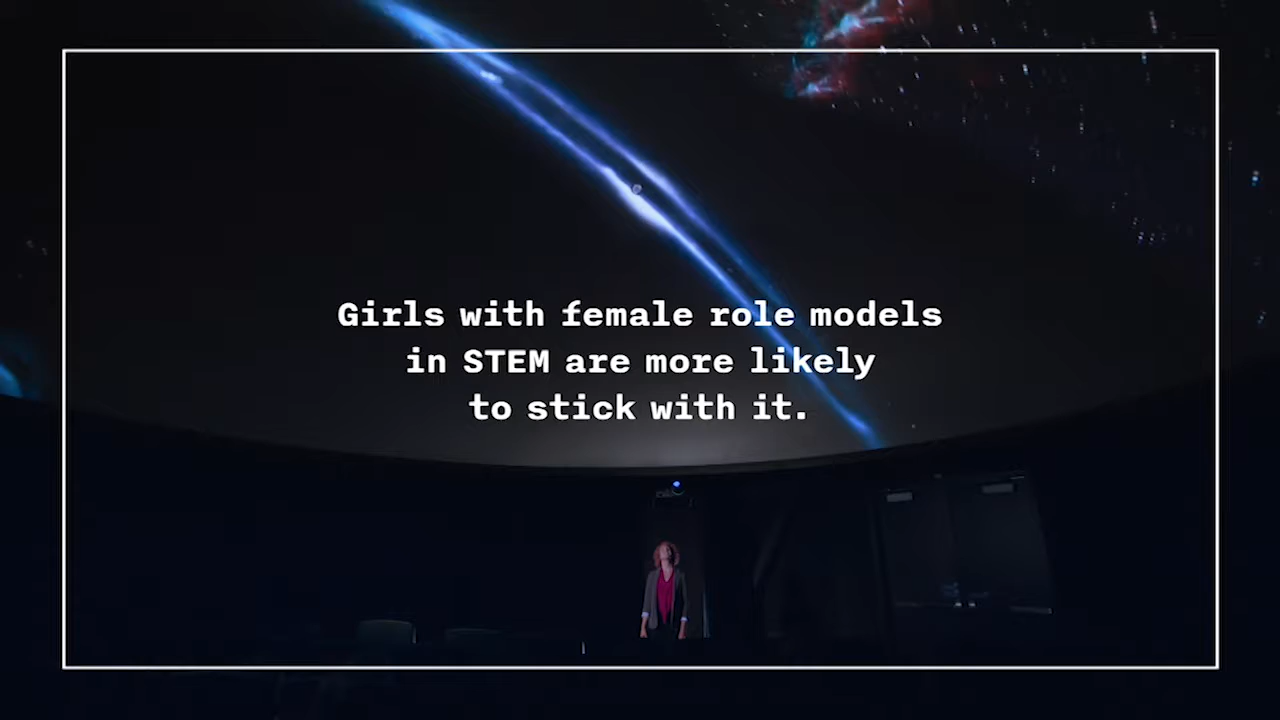 Girls with female role models
in STEM are more likely
to stick with it.